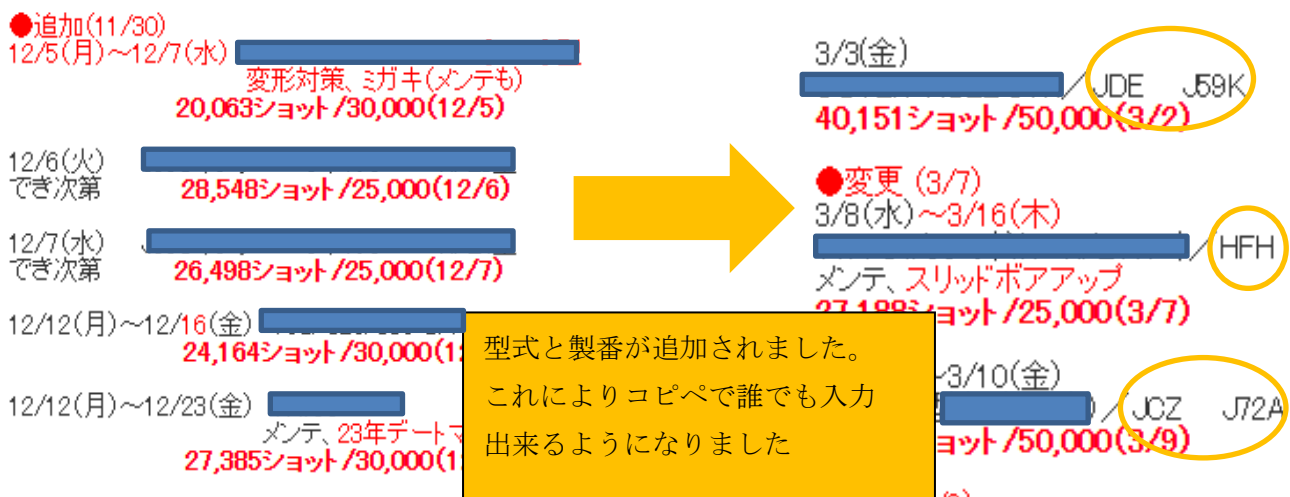 ●追加(11/30)
12/5(月)～12/7(水)
変形対策、ミガキ(メンテも)
20,063ショット/30,000(12/5)
12/6(火)
でき次第 28,548ショット/25,000(12/6)
12/7(水)
でき次第 26,498ショット/25,000(12/7)
12/12(月)～12/16(金)
24,164ショット/30,000(1
12/12(月)～12/23(金)
メンテ、23年デートマ
27,385ショット/30,000(1
3/3(金)
/ JDE J59K
40,151ショット/50,000(3/2)
●変更 (3/7)
3/8(水)～3/16(木)
/ HFH
メンテ、スリッドボアアップ
27,188ショット/25,000(3/7)
～3/10(金)
)/ JCZ J72A
ョット/50,000(3/9)
型式と製番が追加されました。
これによりコピペで誰でも入力
出来るようになりました